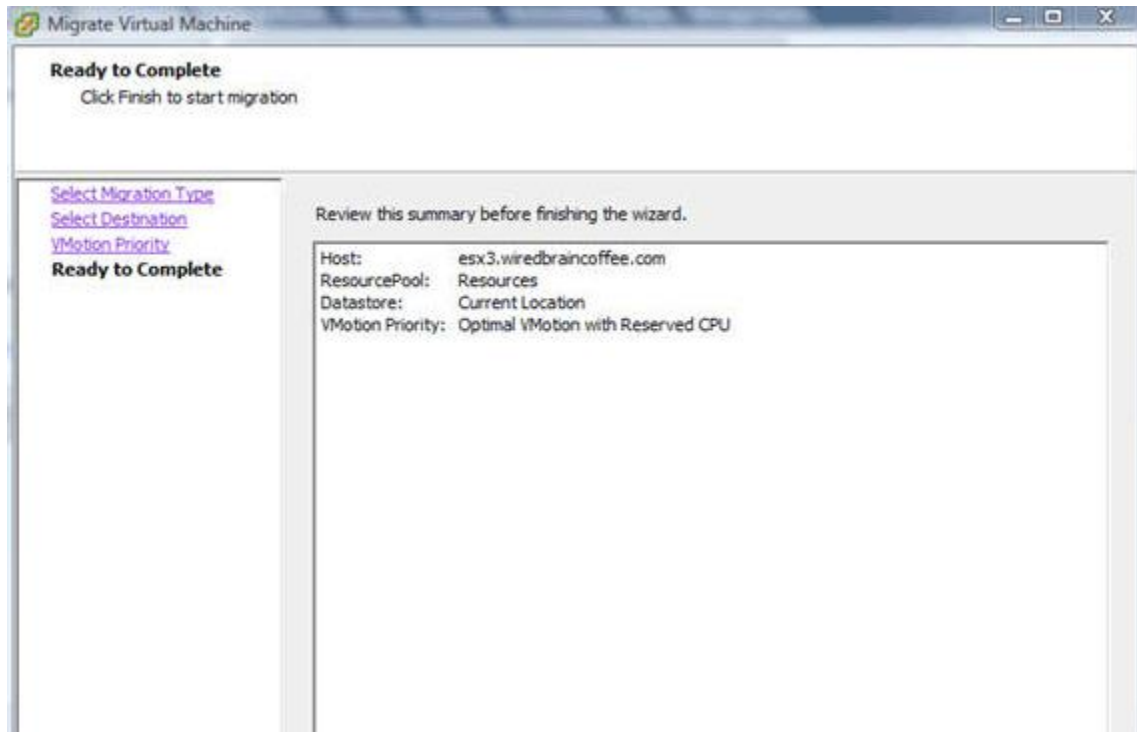 Migrate Virtual Machine
Ready to Complete
Click Finish to start migration
Select Migration Type
Select Destination
VMotion Priority
Ready to Complete
Review this summary before finishing the wizard.
Host: esx3.wiredbraincoffee.com
ResourcePool: Resources
Datastore: Current Location
VMotion Priority: Optimal VMotion with Reserved CPU